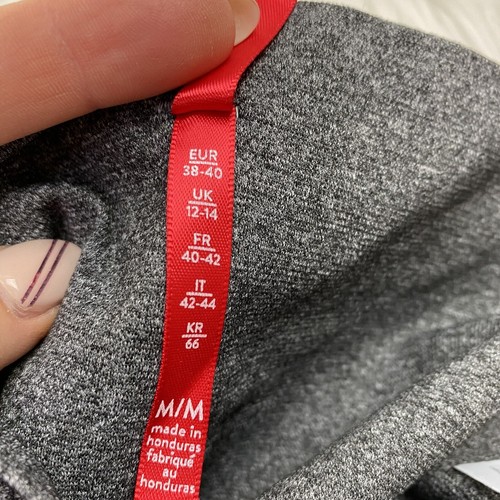 EUR
38-40
UK
12-14
FR
40-42
IT
42-44
KR
66
M/M
made in
honduras
fabriqué
au
honduras